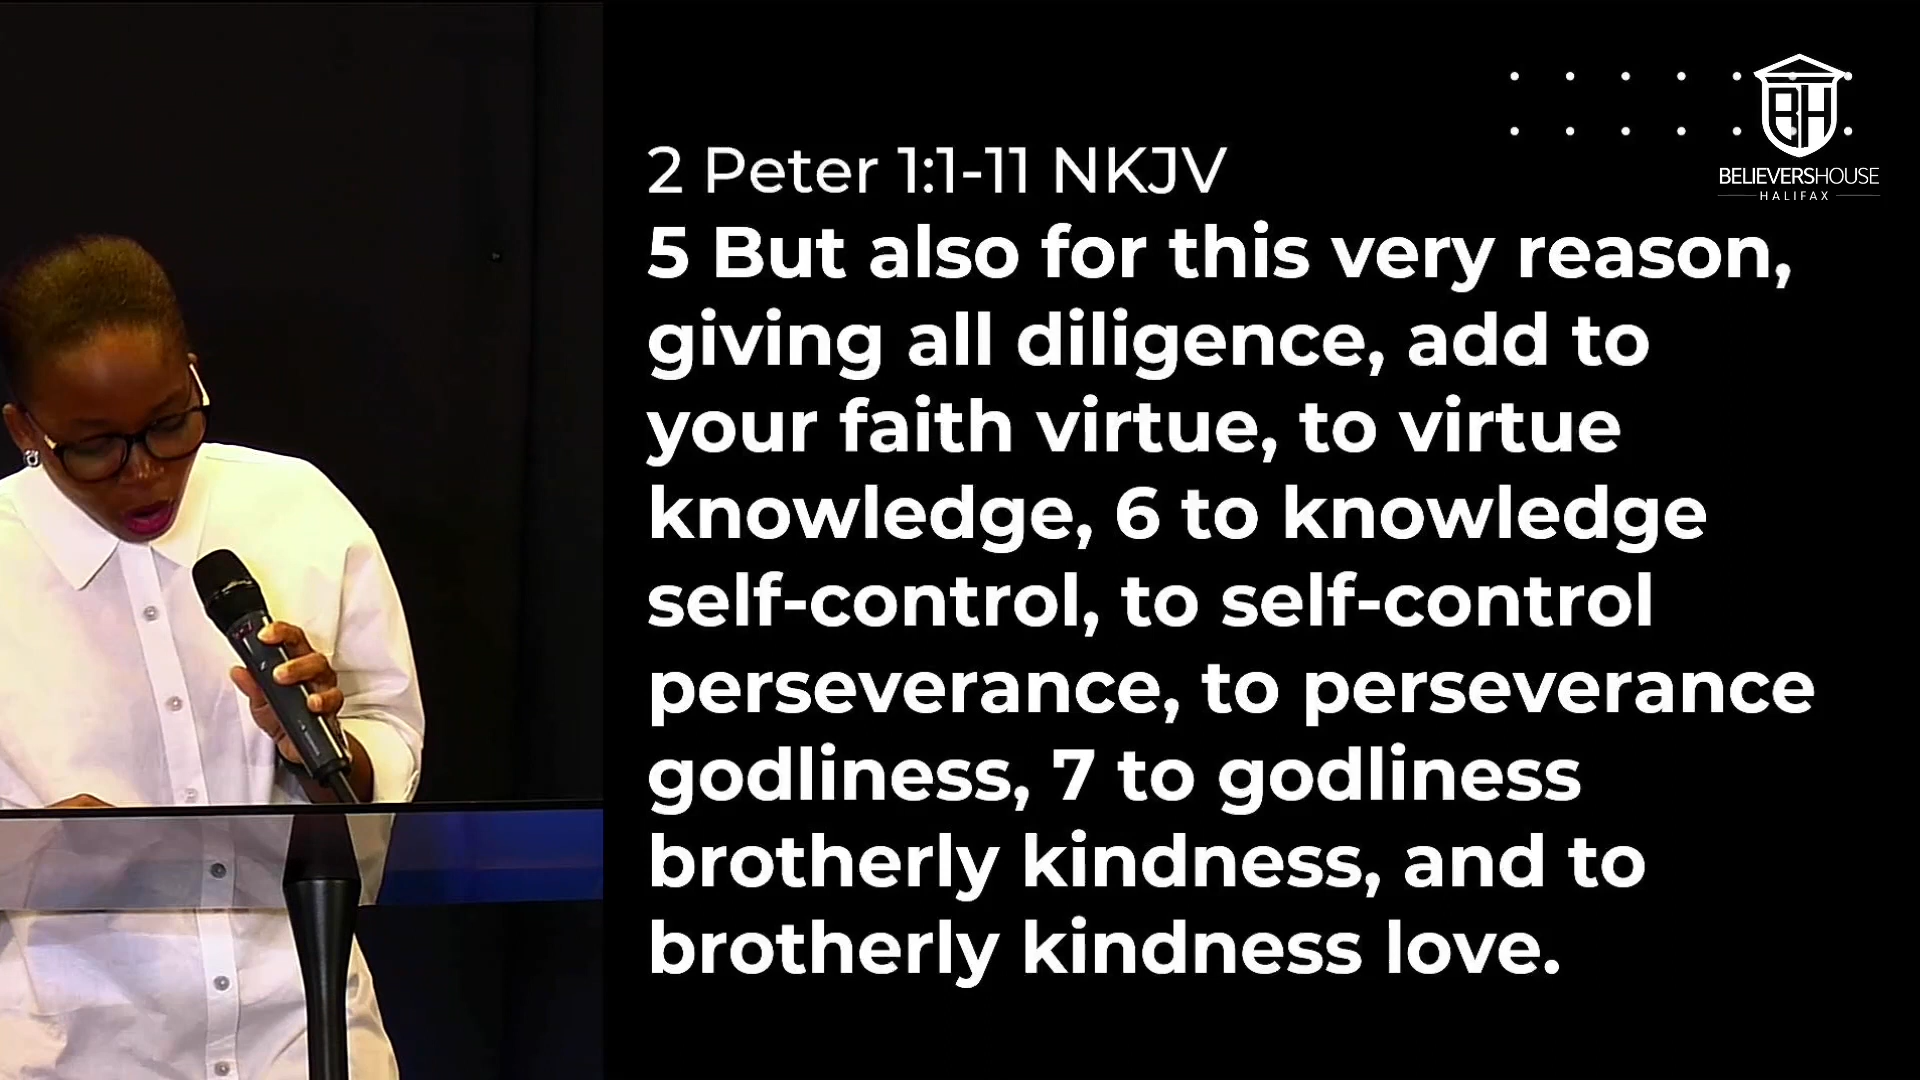 BH
BELIEVERSHOUSE
HALIFAX
2 Peter 1:1-11 NKJV
5 But also for this very reason,
giving all diligence, add to
your faith virtue, to virtue
knowledge, 6 to knowledge
self-control, to self-control
perseverance, to perseverance
godliness, 7 to godliness
brotherly kindness, and to
brotherly kindness love.